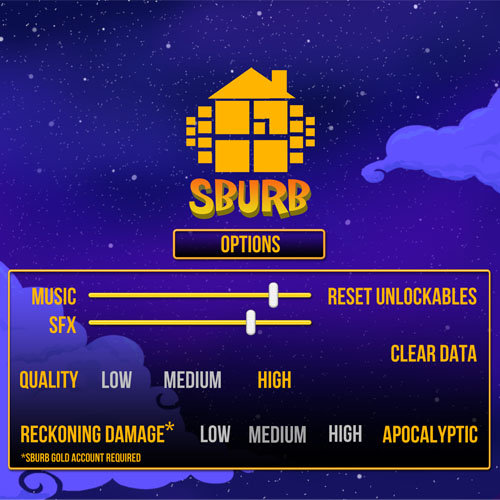 SBURB
OPTIONS
MUSIC
RESET UNLOCKABLES
SFX
CLEAR DATA
QUALITY LOW MEDIUM HIGH
RECKONING DAMAGE* LOW MEDIUM HIGH APOCALYPTIC
*SBURB GOLD ACCOUNT REQUIRED